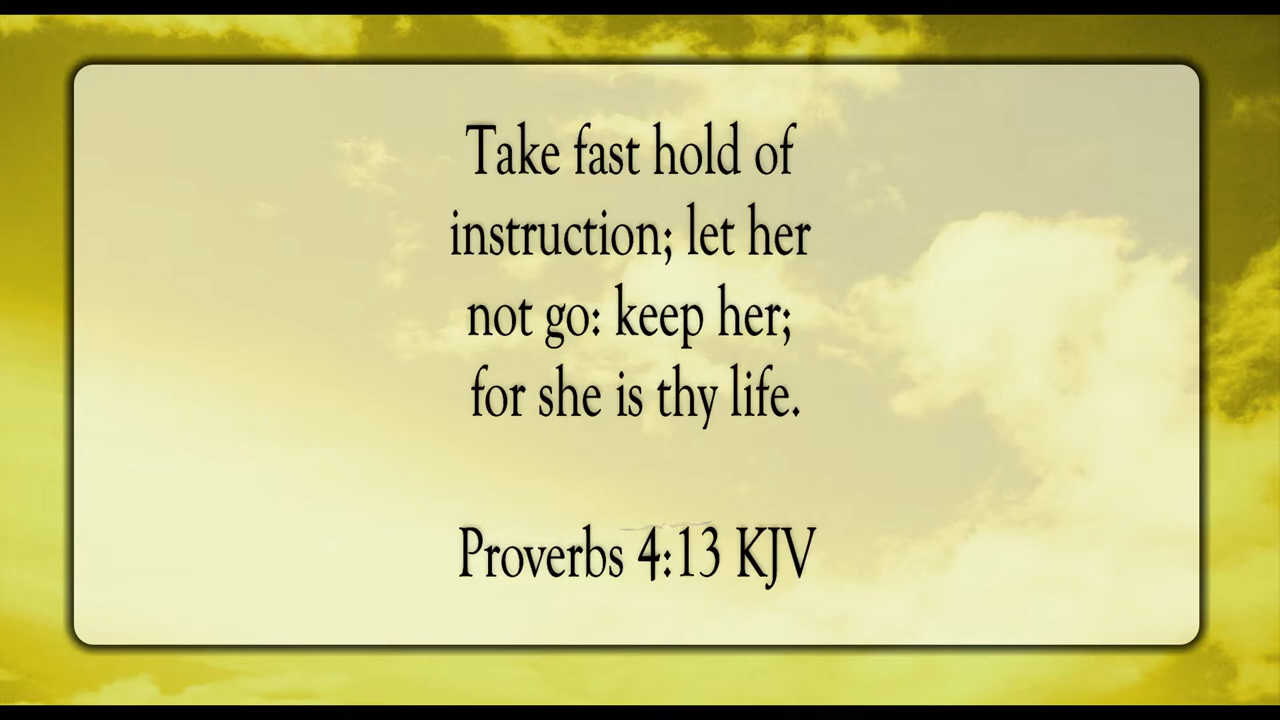 Take fast hold of
instruction; let her
not go: keep her;
for she is thy life.
Proverbs 4:13 KJV